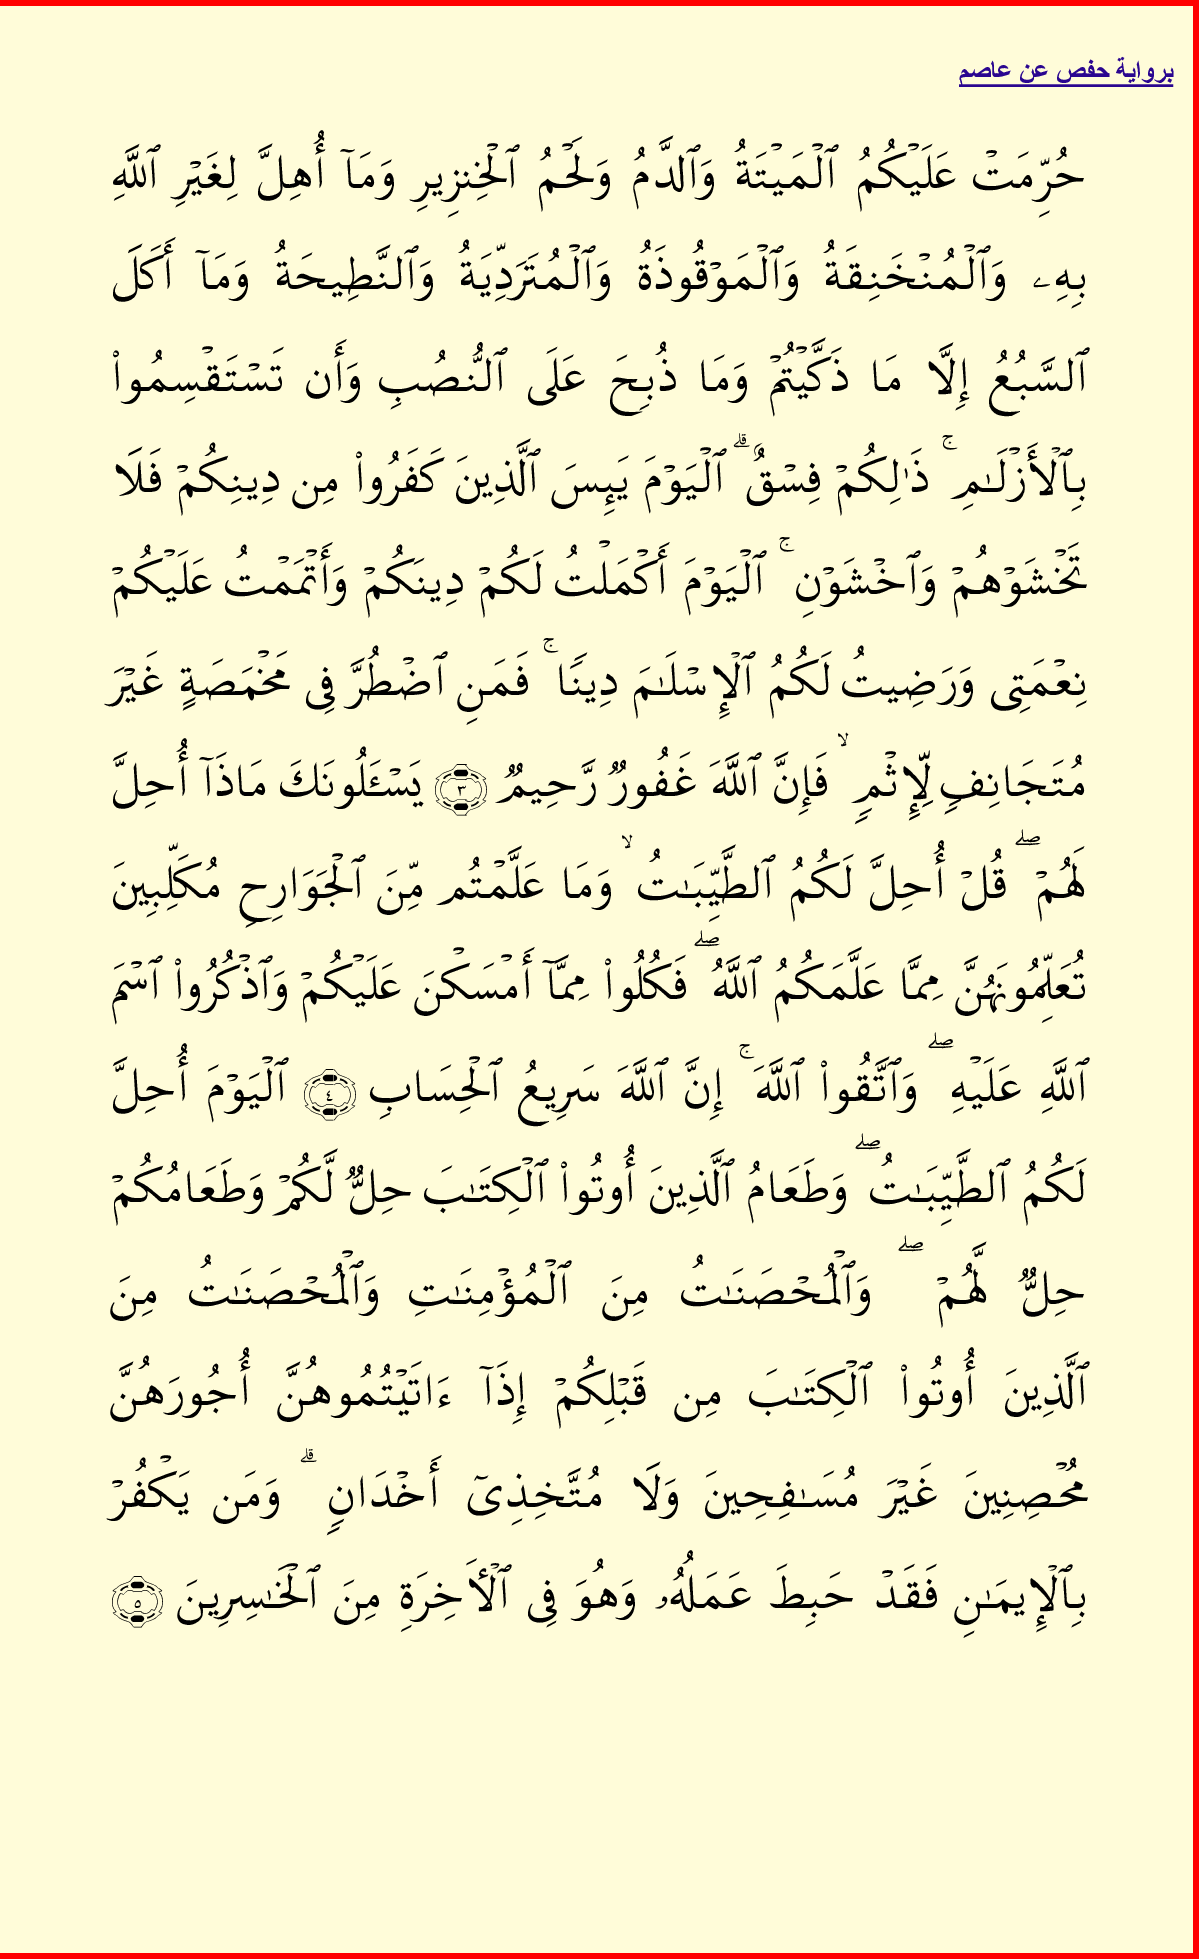 برواية حفص عن عاصم
حُرِّمَتۡ عَلَيۡكُمُ ٱلۡمَيۡتَةُ وَٱلدَّمُ وَلَحۡمُ ٱلۡخِنزِيرِ وَمَآ أُهِلَّ لِغَيۡرِ ٱللَّهِ
بِهِۦ وَٱلۡمُنۡخَنِقَةُ وَٱلۡمَوۡقُوذَةُ وَٱلۡمُتَرَدِّيَةُ وَٱلنَّطِيحَةُ وَمَآ أَكَلَ
ٱلسَّبُعُ إِلَّا مَا ذَكَّيۡتُمۡ وَمَا ذُبِحَ عَلَى ٱلنُّصُبِ وَأَن تَسۡتَقۡسِمُواْ
بِٱلۡأَزۡلَٰمِۚ ذَٰلِكُمۡ فِسۡقٌۗ ٱلۡيَوۡمَ يَئِسَ ٱلَّذِينَ كَفَرُواْ مِن دِينِكُمۡ فَلَا
تَخۡشَوۡهُمۡ وَٱخۡشَوۡنِۚ ٱلۡيَوۡمَ أَكۡمَلۡتُ لَكُمۡ دِينَكُمۡ وَأَتۡمَمۡتُ عَلَيۡكُمۡ
نِعۡمَتِي وَرَضِيتُ لَكُمُ ٱلۡإِسۡلَٰمَ دِينٗاۚ فَمَنِ ٱضۡطُرَّ فِي مَخۡمَصَةٍ غَيۡرَ
مُتَجَانِفٖ لِّإِثۡمٖ ۙ فَإِنَّ ٱللَّهَ غَفُورٞ رَّحِيمٞ ٣ يَسۡـَٔلُونَكَ مَاذَآ أُحِلَّ
لَهُمۡۖ قُلۡ أُحِلَّ لَكُمُ ٱلطَّيِّبَٰتُ ۙ وَمَا عَلَّمۡتُم مِّنَ ٱلۡجَوَارِحِ مُكَلِّبِينَ
تُعَلِّمُونَهُنَّ مِمَّا عَلَّمَكُمُ ٱللَّهُۖ فَكُلُواْ مِمَّآ أَمۡسَكۡنَ عَلَيۡكُمۡ وَٱذۡكُرُواْ ٱسۡمَ
ٱللَّهِ عَلَيۡهِۖ وَٱتَّقُواْ ٱللَّهَۚ إِنَّ ٱللَّهَ سَرِيعُ ٱلۡحِسَابِ ٤ ٱلۡيَوۡمَ أُحِلَّ
لَكُمُ ٱلطَّيِّبَٰتُۖ وَطَعَامُ ٱلَّذِينَ أُوتُواْ ٱلۡكِتَٰبَ حِلّٞ لَّكُمۡ وَطَعَامُكُمۡ
حِلّٞ لَّهُمۡۖ وَٱلۡمُحۡصَنَٰتُ مِنَ ٱلۡمُؤۡمِنَٰتِ وَٱلۡمُحۡصَنَٰتُ مِنَ
ٱلَّذِينَ أُوتُواْ ٱلۡكِتَٰبَ مِن قَبۡلِكُمۡ إِذَآ ءَاتَيۡتُمُوهُنَّ أُجُورَهُنَّ
مُحۡصِنِينَ غَيۡرَ مُسَٰفِحِينَ وَلَا مُتَّخِذِيٓ أَخۡدَانٖۗ وَمَن يَكۡفُرۡ
بِٱلۡإِيمَٰنِ فَقَدۡ حَبِطَ عَمَلُهُۥ وَهُوَ فِي ٱلۡأٓخِرَةِ مِنَ ٱلۡخَٰسِرِينَ ٥